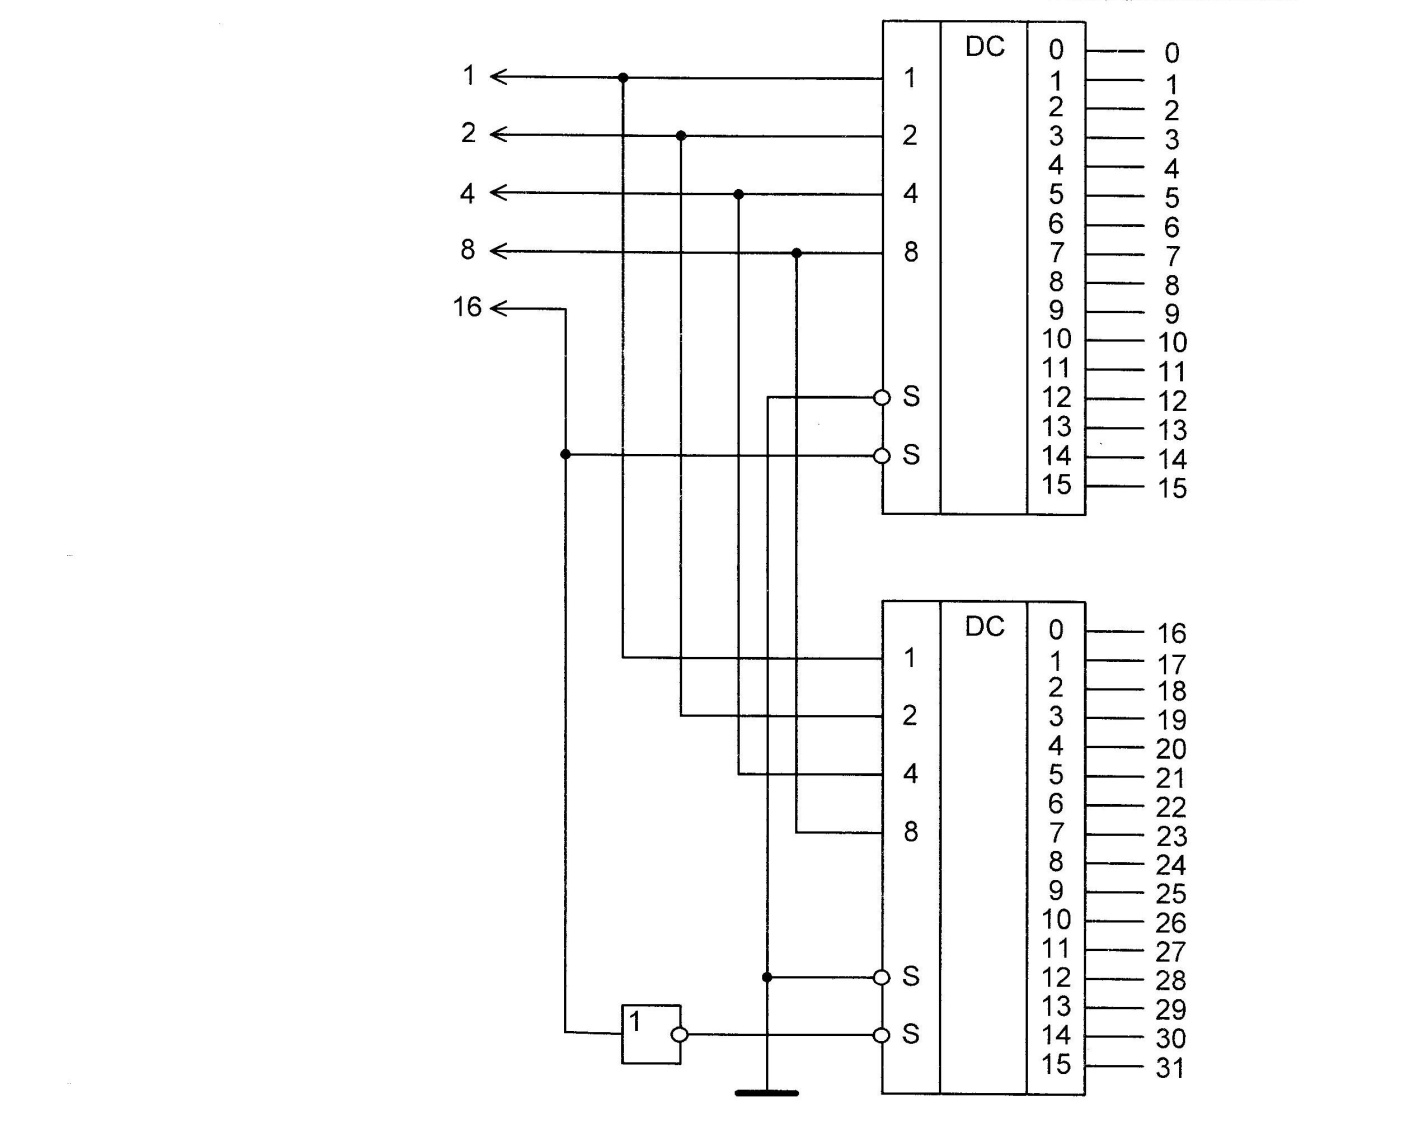 DC 0 0
1 1 1 1
2 2
2 2 3 3
4 4
4 4 5 5
6 6
8 8 7 7
8 8
16 9 9
10 10
11 11
S 12 12
13 13
S 14 14
15 15
DC 0 16
1 1 17
2 18
2 3 19
4 20
4 5 21
6 22
8 7 23
8 24
9 25
10 26
11 27
S 12 28
13 29
1 S 14 30
15 31